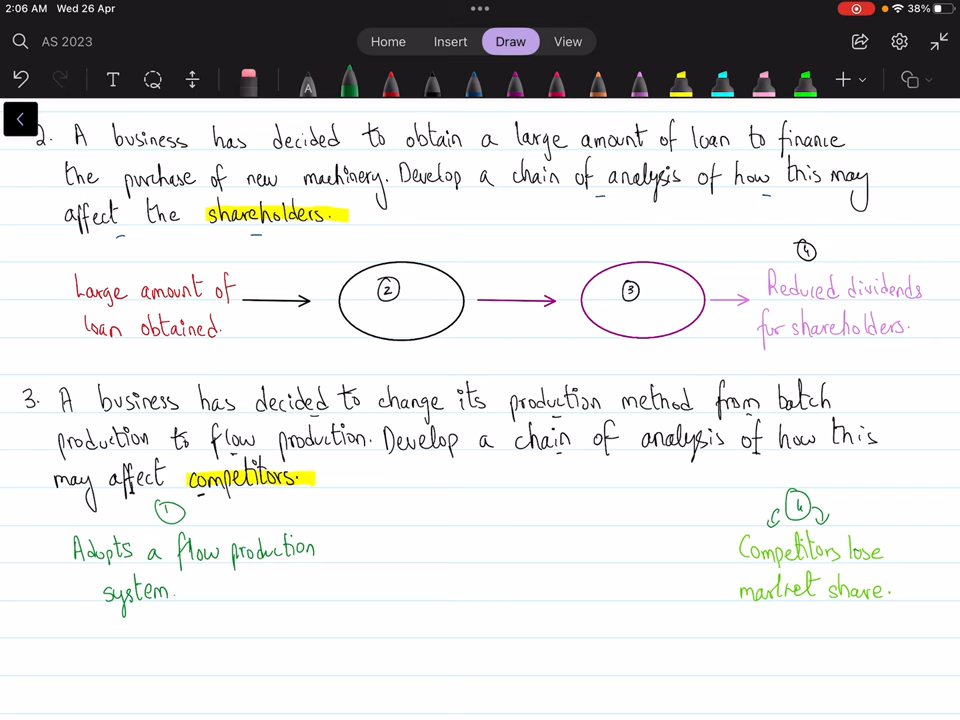 2:06 AM Wed 26 Apr
38%
AS 2023
Home Insert Draw View
T
A
2. A business has decided to obtain a large amount of loan to finance
the purchase of new machinery. Develop a chain of analysis of how this may
affect the shareholders.
4
Large amount of
loan obtained.
2
3
Reduced dividends
for shareholders.
3. A business has decided to change its production method from batch
production to flow production. Develop a chain of analysis of how this
may affect competitors.
1
Adopts a flow production
system.
4
Competitors lose
market share.